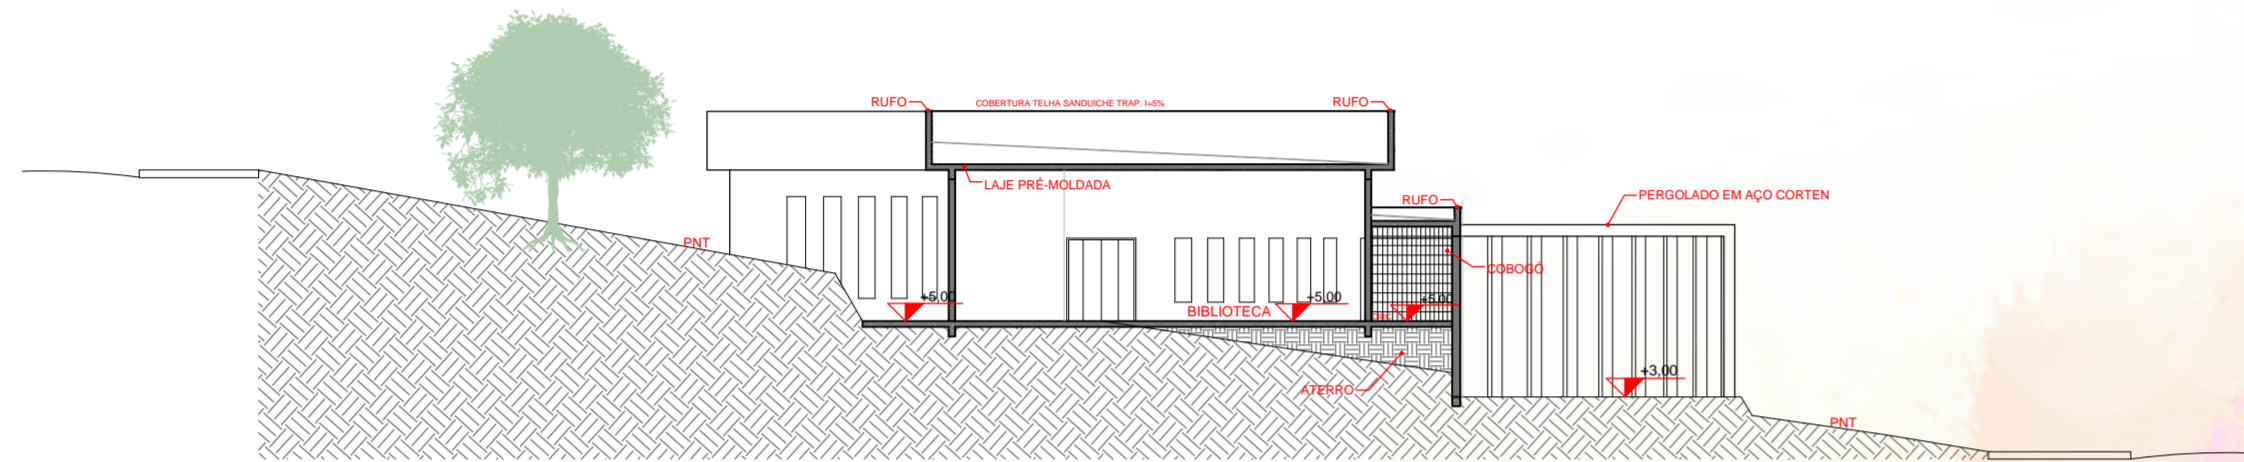 RUFO
COBERTURA TELHA SANDUICHE TRAP. I=5%
RUFO
LAJE PRÉ-MOLDADA
RUFO
PERGOLADO EM AÇO CORTEN
PNT
COBOGÓ
+5,00
+5,00
+5,00
BIBLIOTECA
ATERRO
+3,00
PNT